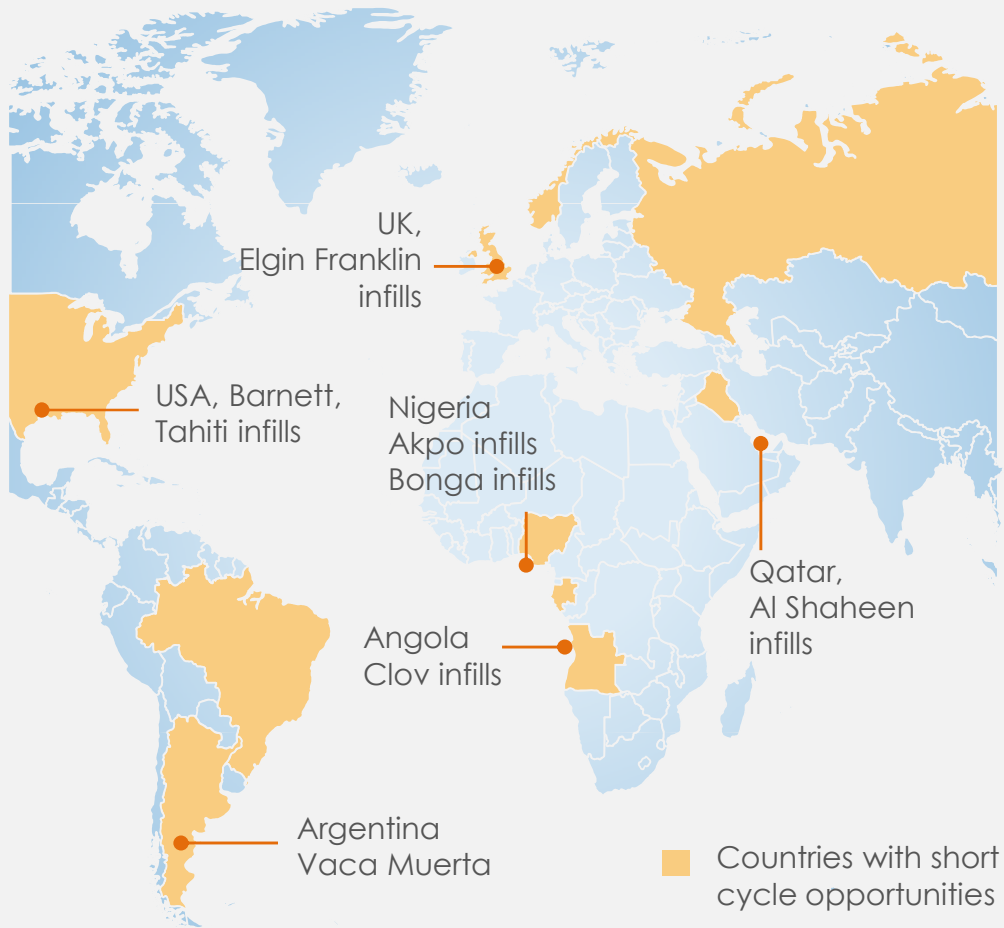 UK,
Elgin Franklin
infills
USA, Barnett,
Tahiti infills
Nigeria
Akpo infills
Bonga infills
Qatar,
Al Shaheen
infills
Angola
Clov infills
Argentina
Vaca Muerta
Countries with short
cycle opportunities